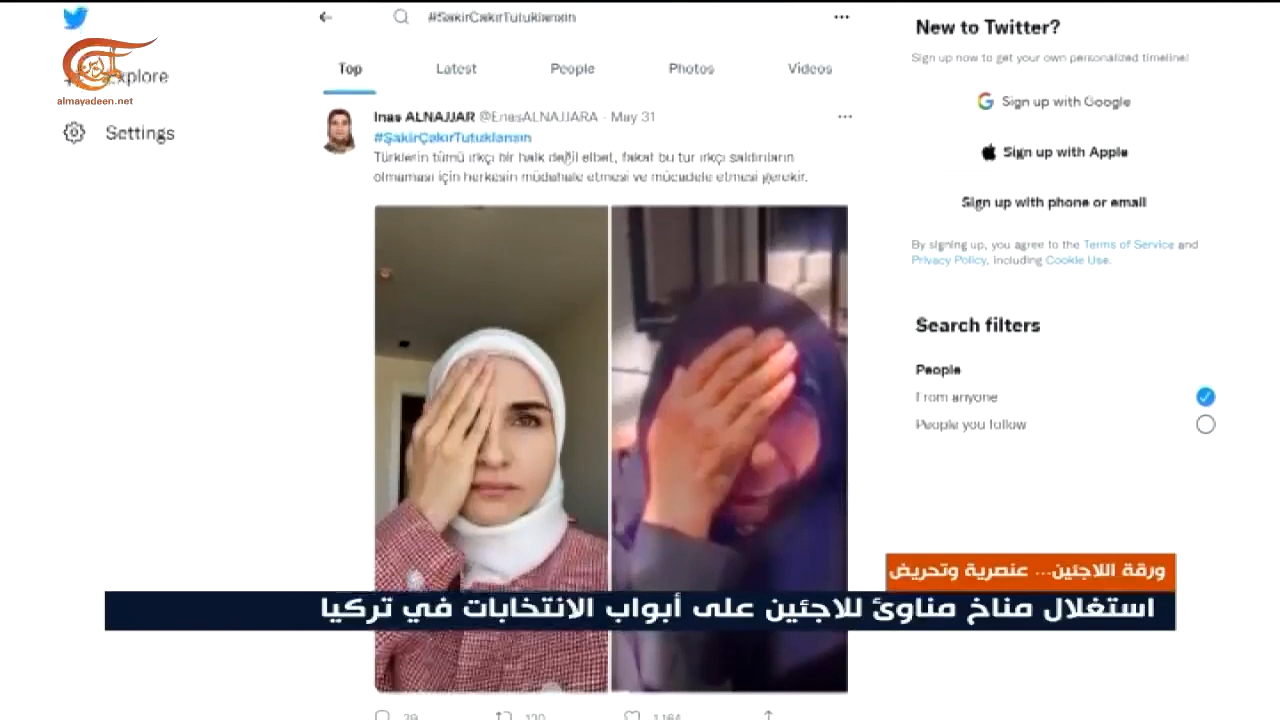 #SakirCakirTutuklansin
Explore
almayadeen.net
Settings
Top
Latest
People
Photos
Videos
Inas ALNAJJAR @EnasALNAJJARA · May 31
#ŞakirÇakırTutuklansın
Türklerin tümü ırkçı bir halk değil elbet, fakat bu tür ırkçı saldırıların
olmaması için herkesin müdahale etmesi ve mücadele etmesi gerekir.
39
120
1,164
New to Twitter?
Sign up now to get your own personalized timeline!
Sign up with Google
Sign up with Apple
Sign up with phone or email
By signing up, you agree to the Terms of Service and
Privacy Policy, including Cookie Use.
Search filters
People
From anyone
People you follow
ورقة اللاجئين... عنصرية وتحريض
استغلال مناخ مناوئ للاجئين على أبواب الانتخابات في تركيا